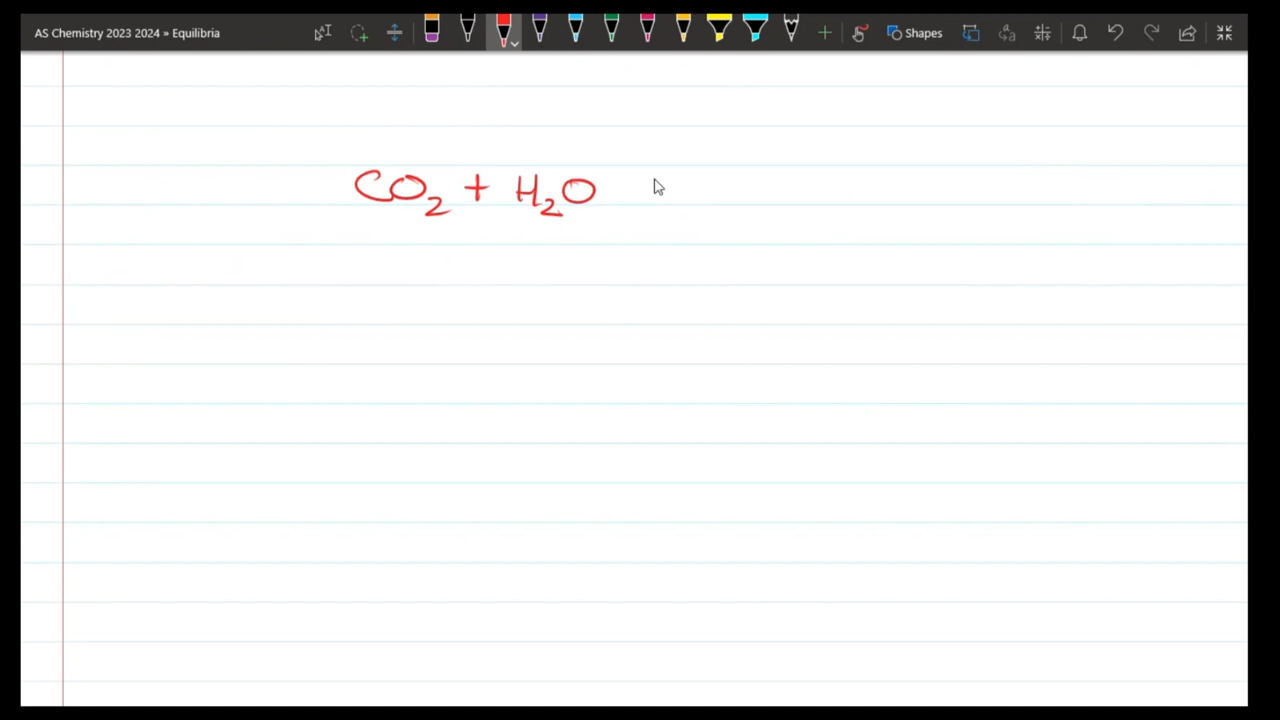 AS Chemistry 2023 2024 » Equilibria
Shapes
CO₂ + H₂O